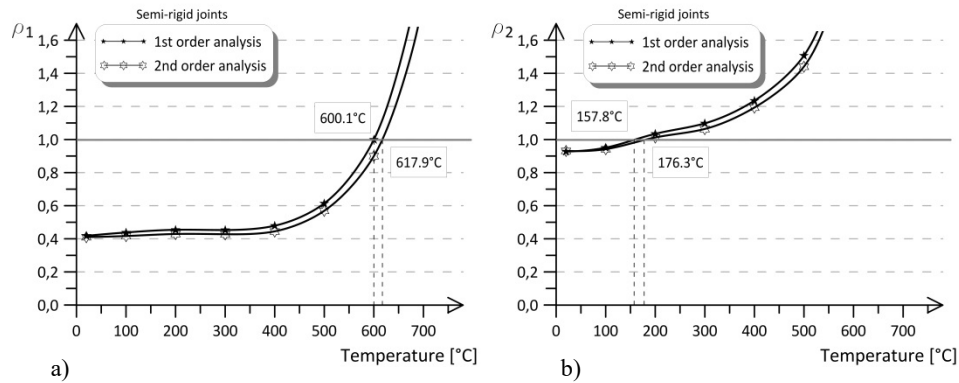 Semi-rigid joints
ρ1
1st order analysis
2nd order analysis
1,6
1,4
1,2
1,0
0,8
0,6
0,4
0,2
0,0
600.1°C
617.9°C
0 100 200 300 400 500 600 700
Temperature [°C]
a)
Semi-rigid joints
ρ2
1st order analysis
2nd order analysis
1,6
1,4
1,2
1,0
0,8
0,6
0,4
0,2
0,0
157.8°C
176.3°C
0 100 200 300 400 500 600 700
Temperature [°C]
b)